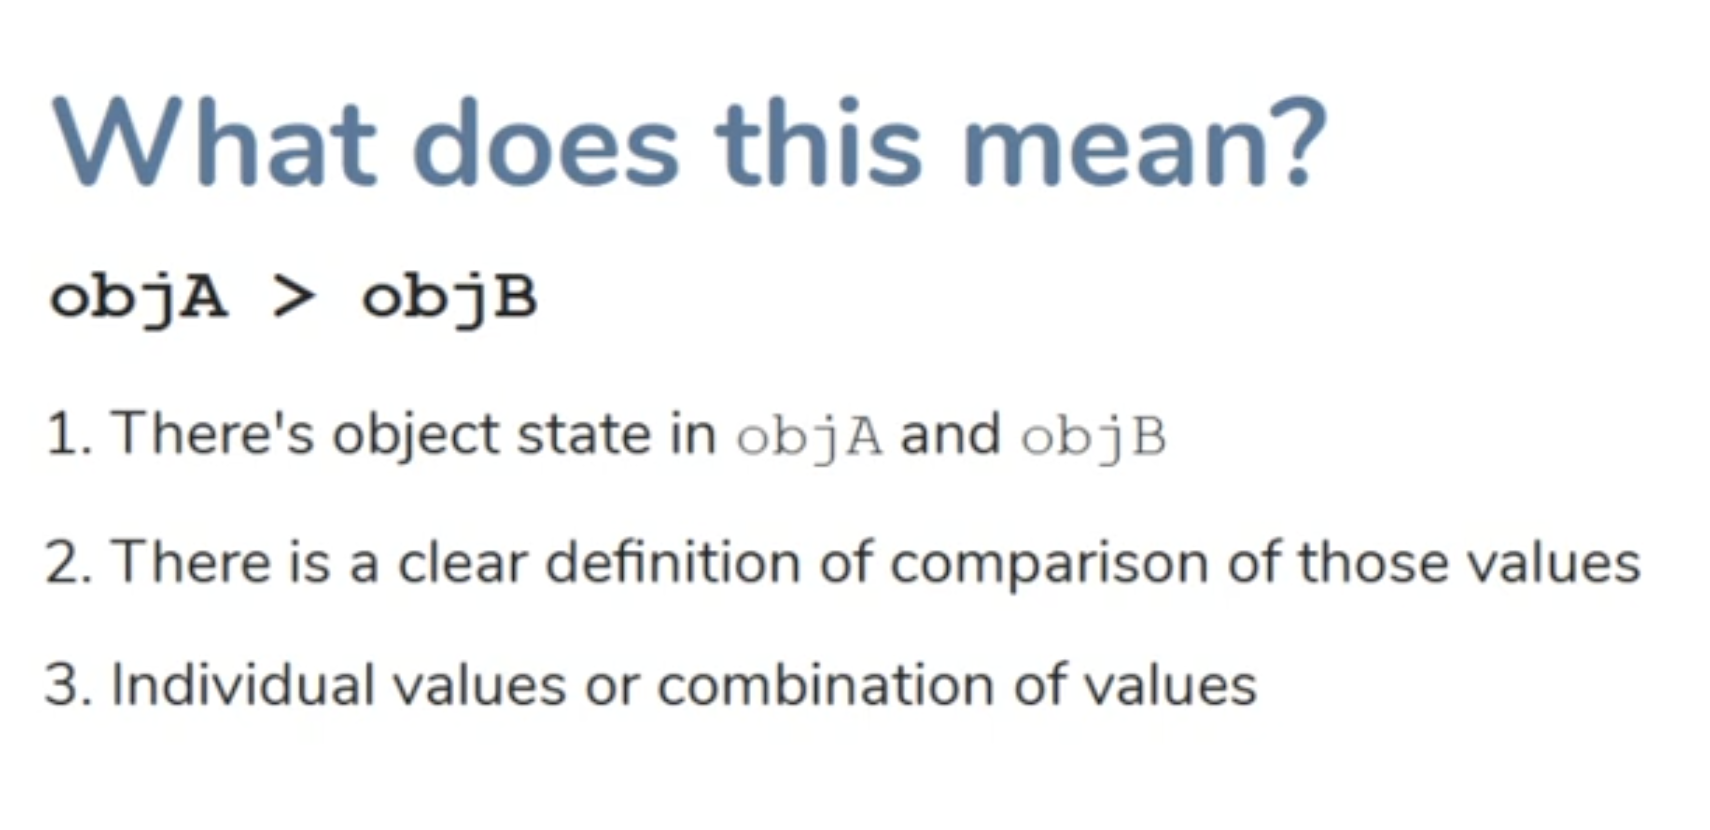 What does this mean?
objA > objB
1. There's object state in objA and objB
2. There is a clear definition of comparison of those values
3. Individual values or combination of values